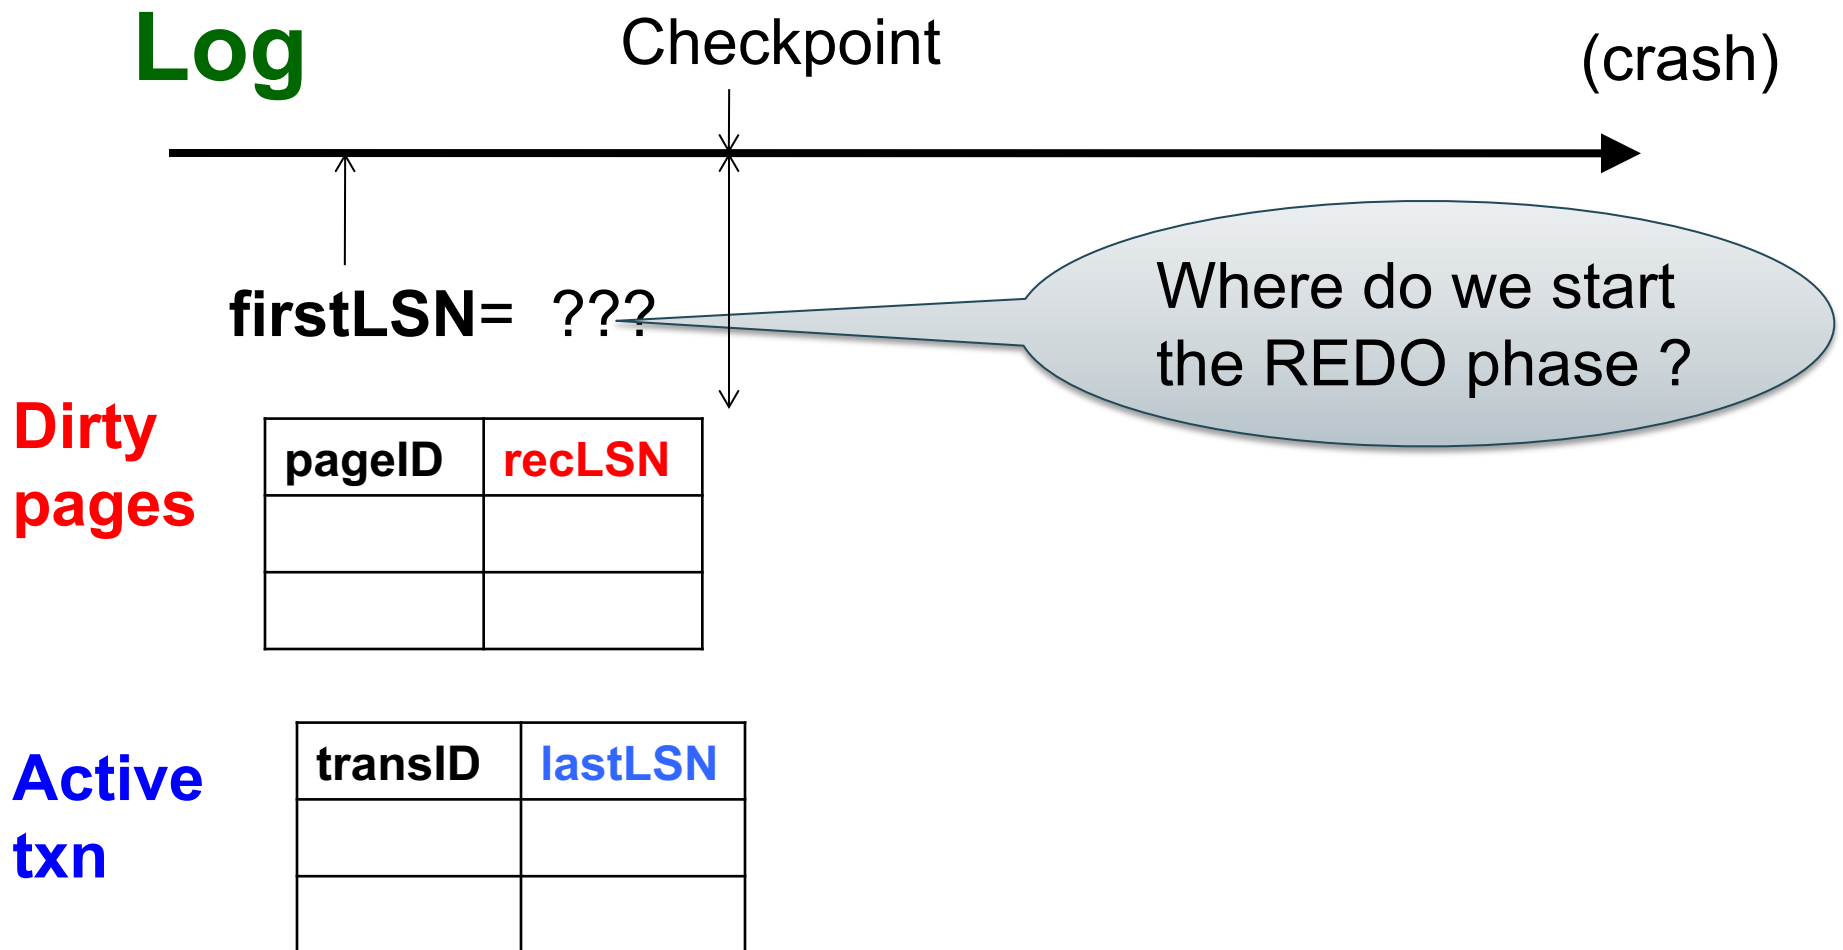 Log
Checkpoint
(crash)
firstLSN= ???
Where do we start
the REDO phase ?
Dirty
pages
pageID recLSN
Active
txn
transID lastLSN